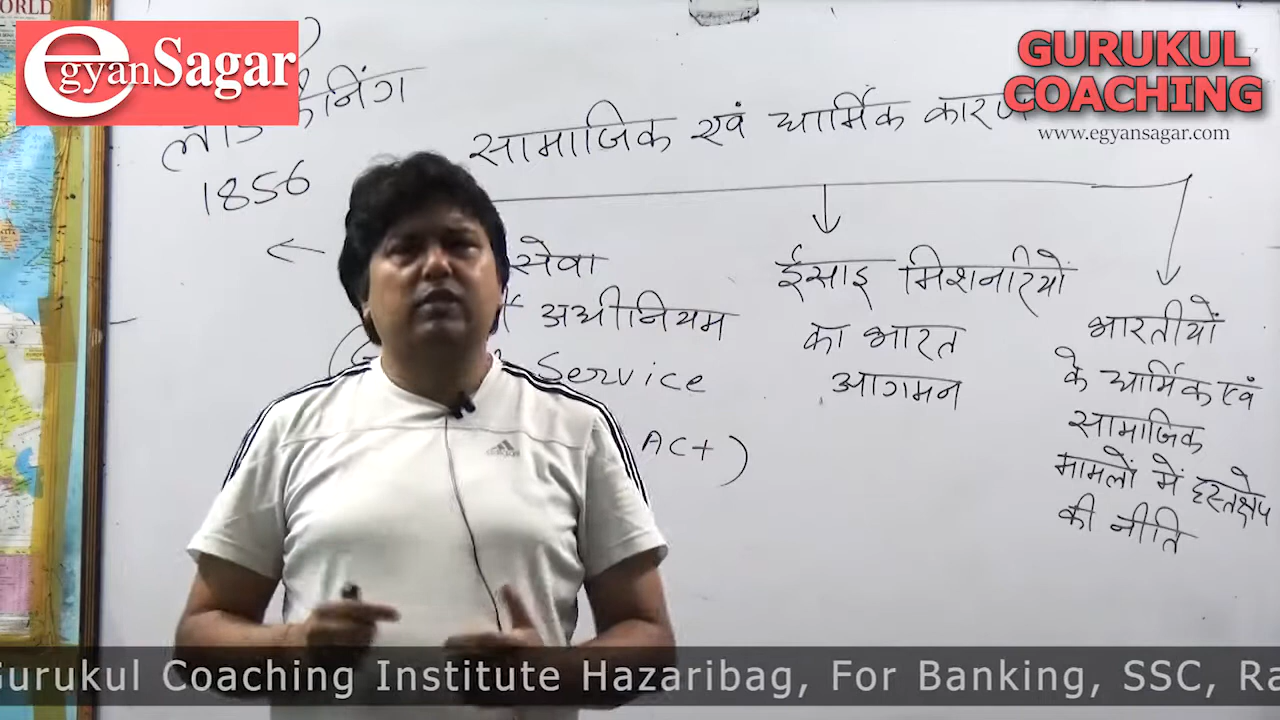 ORLD
egyanSagar
GURUKUL
COACHING
www.egyansagar.com
1856
सामाजिक एवं धार्मिक कारण
सेवा
अधीनियम
Service
Act)
ईसाइ मिशनरियों
का भारत
आगमन
भारतीयों
के धार्मिक एवं
सामाजिक
मामलों में हस्तक्षेप
की नीति
Gurukul Coaching Institute Hazaribag, For Banking, SSC, Ra